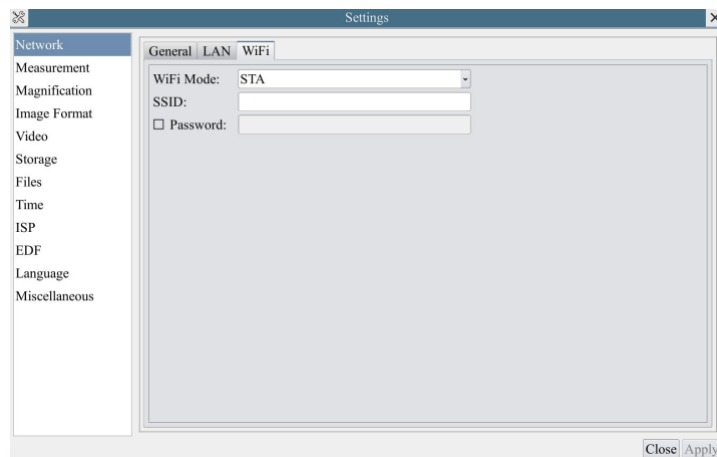 Settings
Network
Measurement
Magnification
Image Format
Video
Storage
Files
Time
ISP
EDF
Language
Miscellaneous
General LAN WiFi
WiFi Mode: STA
SSID:
Password:
Close Apply